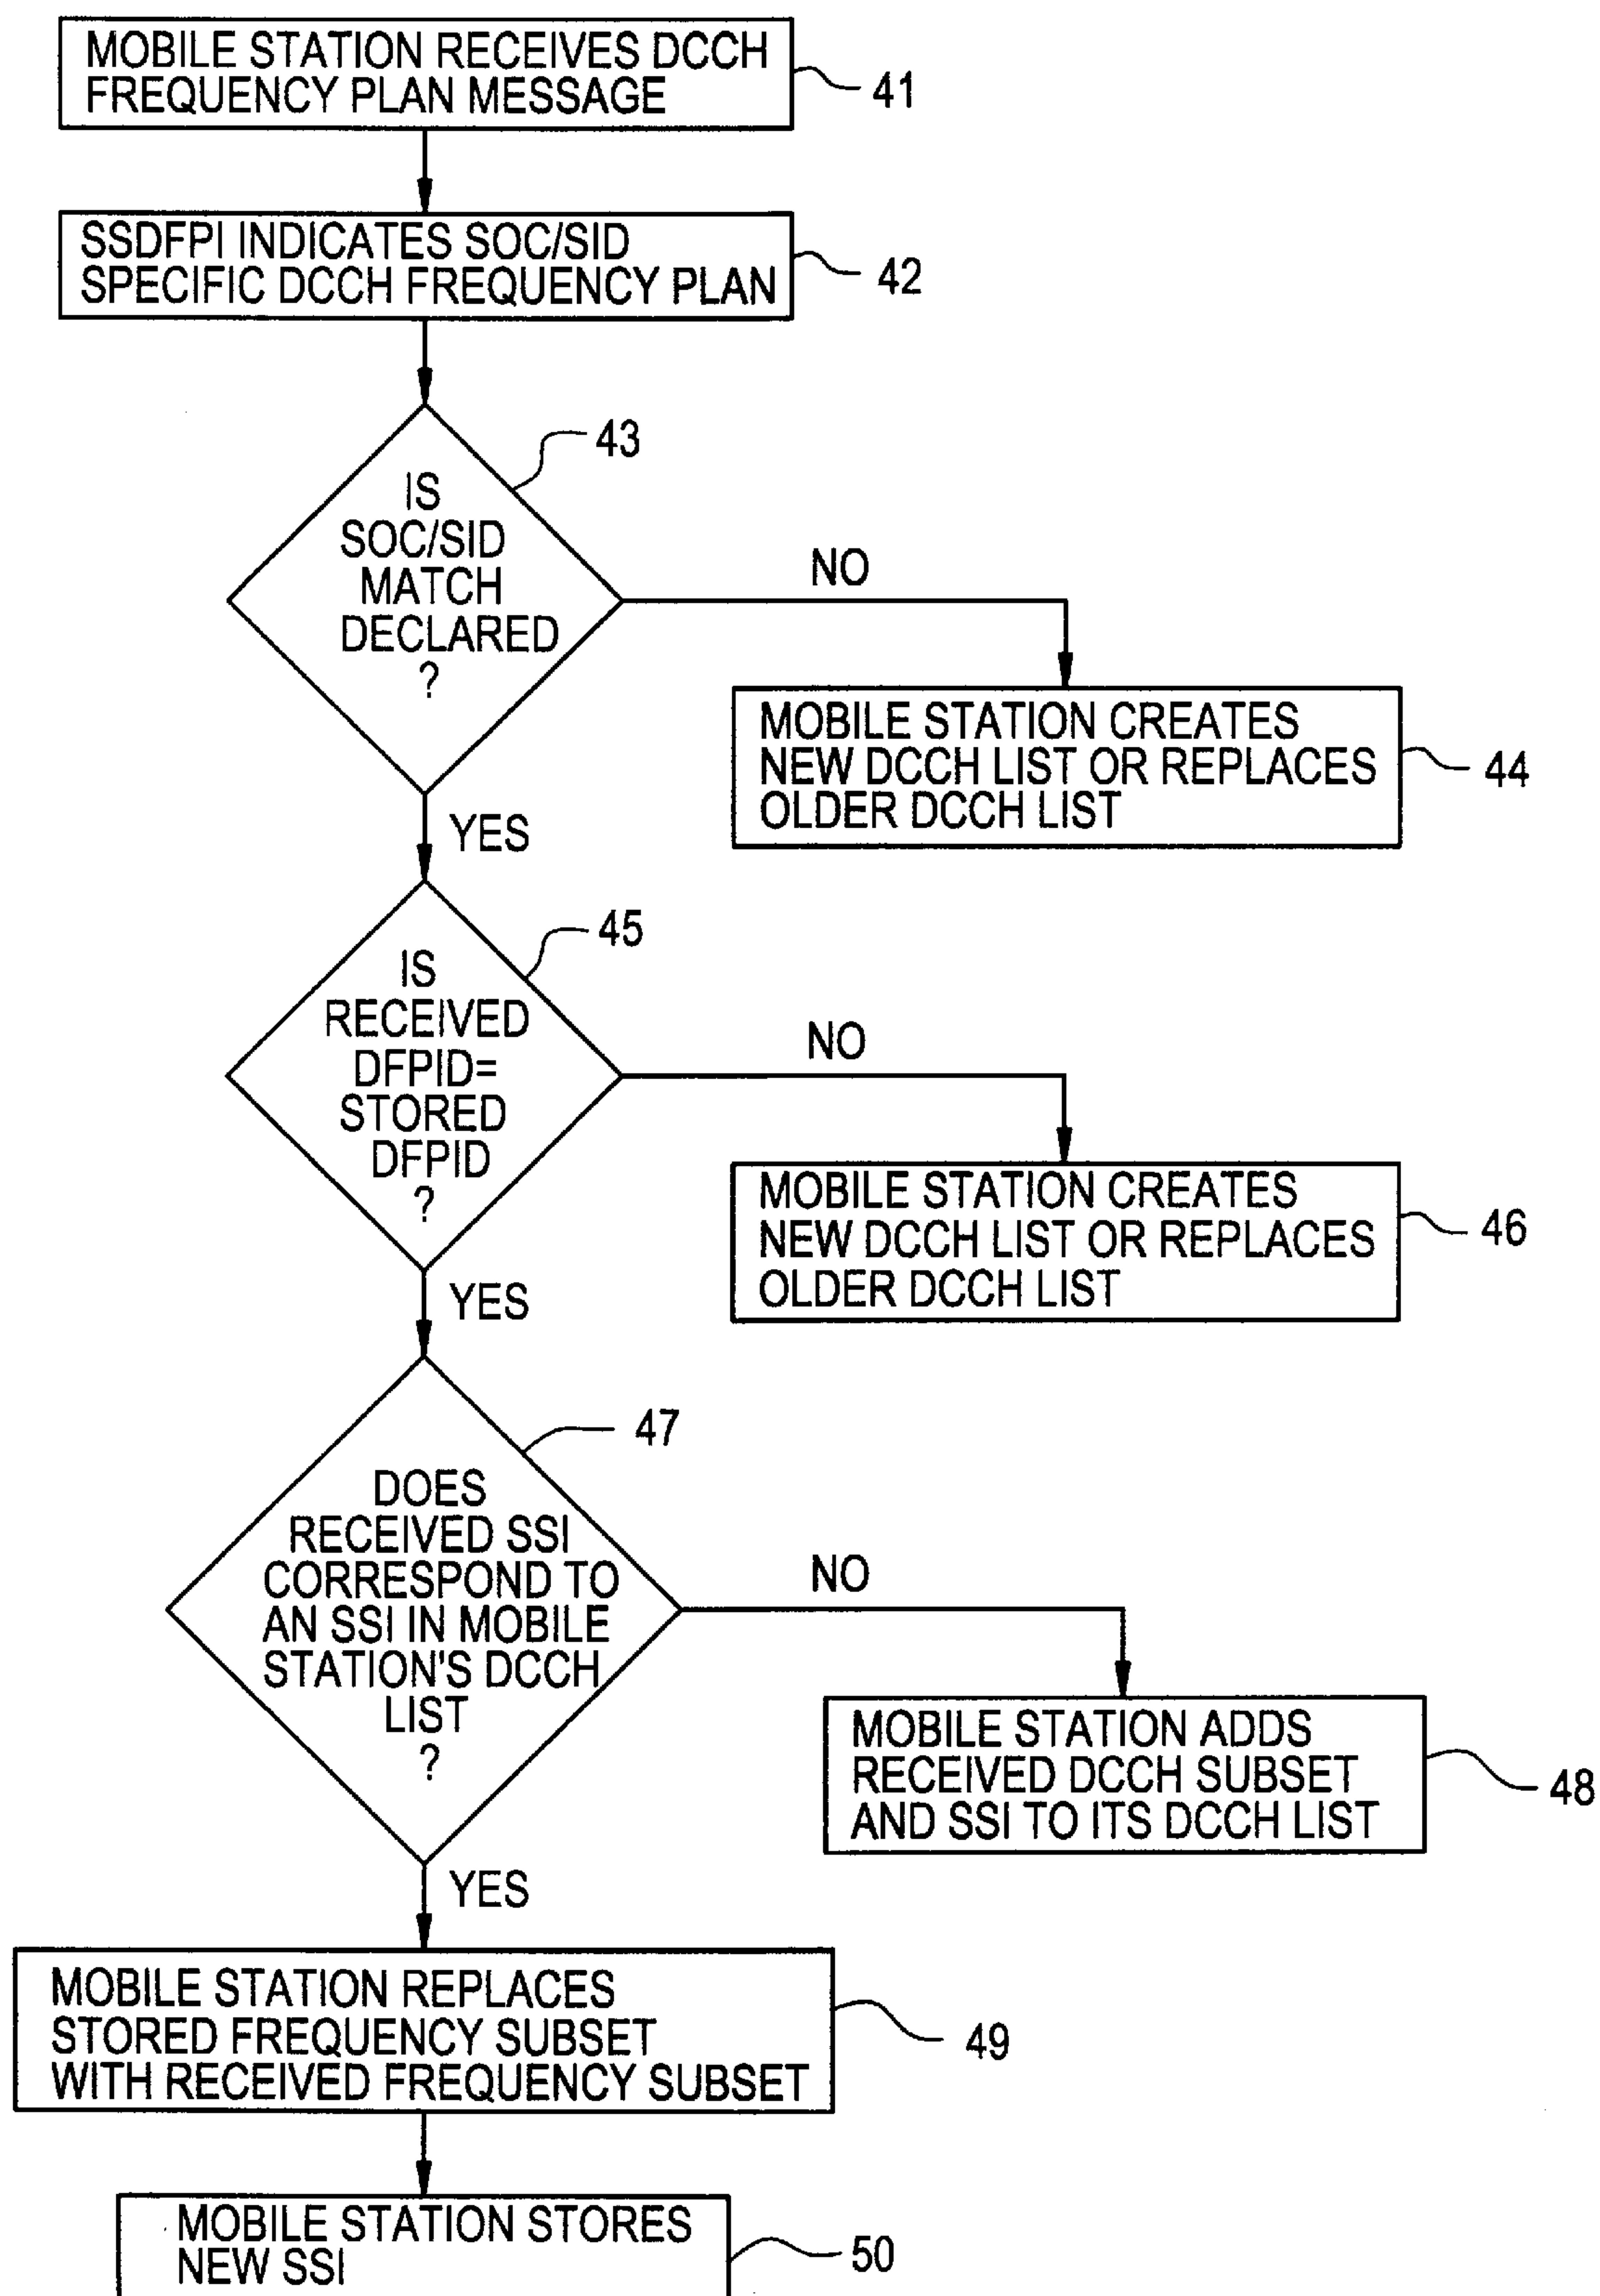 MOBILE STATION RECEIVES DCCH
FREQUENCY PLAN MESSAGE
41
SSDFPI INDICATES SOC/SID
SPECIFIC DCCH FREQUENCY PLAN
42
43
IS
SOC/SID
MATCH
DECLARED
?
NO
MOBILE STATION CREATES
NEW DCCH LIST OR REPLACES
OLDER DCCH LIST
44
YES
45
IS
RECEIVED
DFPID=
STORED
DFPID
?
NO
MOBILE STATION CREATES
NEW DCCH LIST OR REPLACES
OLDER DCCH LIST
46
YES
47
DOES
RECEIVED SSI
CORRESPOND TO
AN SSI IN MOBILE
STATION'S DCCH
LIST
?
NO
MOBILE STATION ADDS
RECEIVED DCCH SUBSET
AND SSI TO ITS DCCH LIST
48
YES
MOBILE STATION REPLACES
STORED FREQUENCY SUBSET
WITH RECEIVED FREQUENCY SUBSET
49
MOBILE STATION STORES
NEW SSI
50